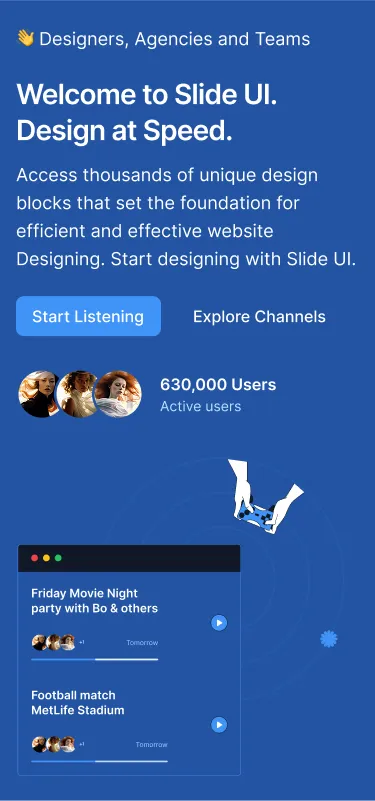 👋 Designers, Agencies and Teams
Welcome to Slide UI.
Design at Speed.
Access thousands of unique design
blocks that set the foundation for
efficient and effective website
Designing. Start designing with Slide UI.
Start Listening
Explore Channels
630,000 Users
Active users
Friday Movie Night
party with Bo & others
+1
Tomorrow
Football match
MetLife Stadium
+1
Tomorrow